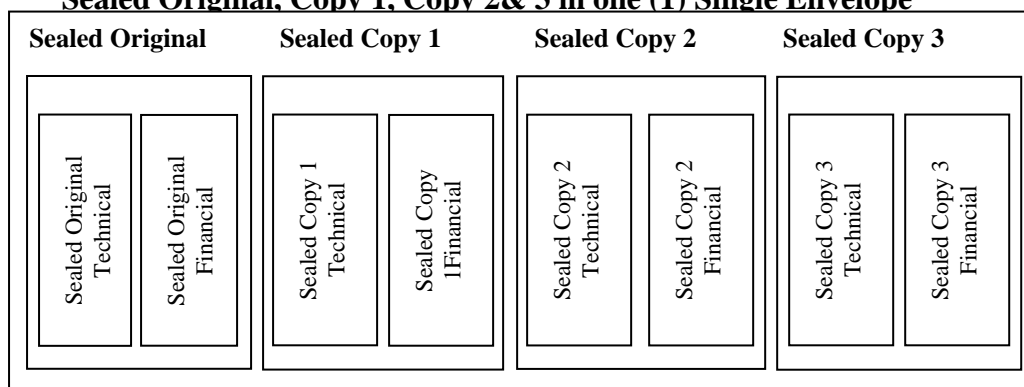 Sealed Original, Copy 1, Copy 2& 3 in one (1) Single Envelope
Sealed Original
Sealed Copy 1
Sealed Copy 2
Sealed Copy 3
Sealed Original
Technical
Sealed Original
Financial
Sealed Copy 1
Technical
Sealed Copy
1Financial
Sealed Copy 2
Technical
Sealed Copy 2
Financial
Sealed Copy 3
Technical
Sealed Copy 3
Financial